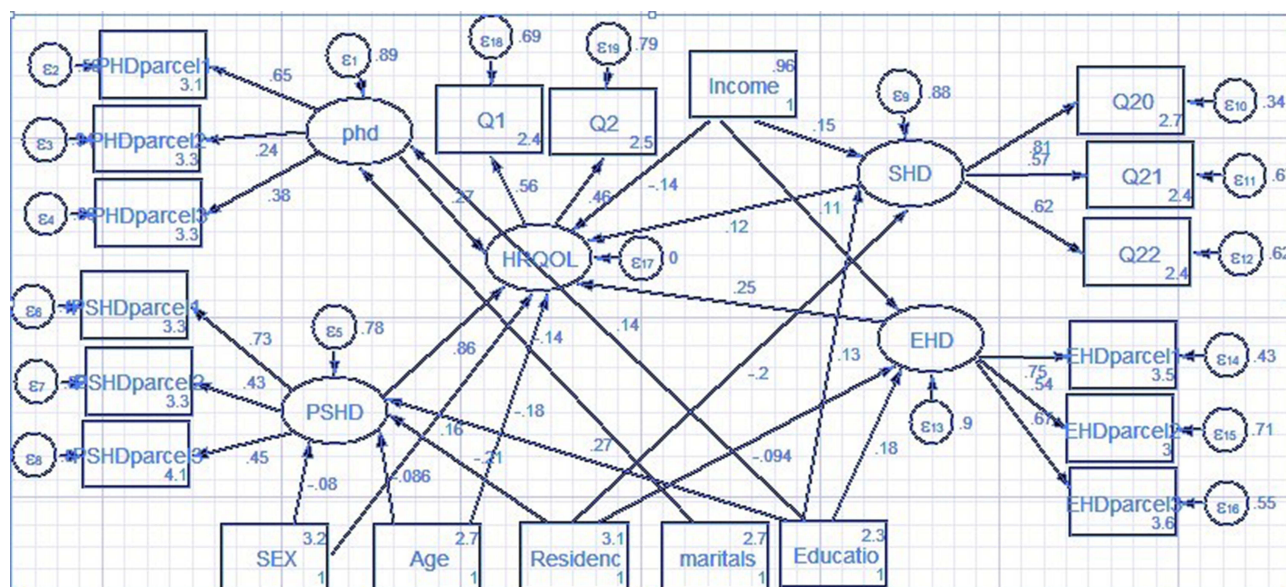 ε18 .69
ε19 .79
ε1 .89
ε2
PHDparcel1
3.1
.65
Q1
2.4
Q2
2.5
.96
Income
1
ε9 .88
.15
Q20
2.7
ε10 .34
phd
ε3
PHDparcel2
3.3
.24
SHD
.81
.57
Q21
2.4
ε11
ε4
PHDparcel3
3.3
.38
.27
.56
.46
-.14
.11
.12
.62
Q22
2.4
ε12 .62
HRQOL
ε17 0
.25
ε6
PSHDparcel1
3.3
.73
ε5 .78
.86
-.14
.14
.13
-.2
EHD
EHDparcel1
3.5
ε14 .43
.75
.54
.67
ε7
PSHDparcel2
3.3
.43
PSHD
ε8
PSHDparcel3
4.1
.45
-.18
.16
-.21
.27
-.094
.18
ε13 .9
EHDparcel2
3
ε15 .71
-.08
-.086
EHDparcel3
3.6
ε16 .55
3.2
SEX
1
2.7
Age
1
3.1
Residenc
1
2.7
maritals
1
2.3
Educatio
1